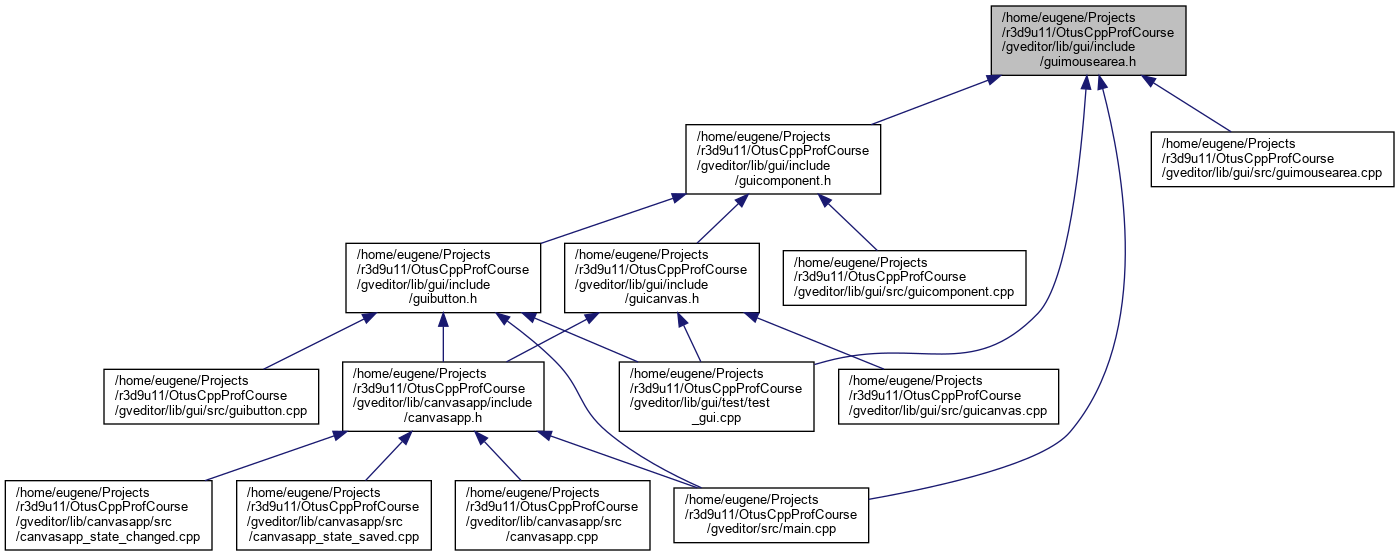 /home/eugene/Projects
/r3d9u11/OtusCppProfCourse
/gveditor/lib/gui/include
/guimousearea.h
/home/eugene/Projects
/r3d9u11/OtusCppProfCourse
/gveditor/lib/gui/include
/guicomponent.h
/home/eugene/Projects
/r3d9u11/OtusCppProfCourse
/gveditor/lib/gui/src/guimousearea.cpp
/home/eugene/Projects
/r3d9u11/OtusCppProfCourse
/gveditor/lib/gui/include
/guibutton.h
/home/eugene/Projects
/r3d9u11/OtusCppProfCourse
/gveditor/lib/gui/include
/guicanvas.h
/home/eugene/Projects
/r3d9u11/OtusCppProfCourse
/gveditor/lib/gui/src/guicomponent.cpp
/home/eugene/Projects
/r3d9u11/OtusCppProfCourse
/gveditor/lib/gui/src/guibutton.cpp
/home/eugene/Projects
/r3d9u11/OtusCppProfCourse
/gveditor/lib/canvasapp/include
/canvasapp.h
/home/eugene/Projects
/r3d9u11/OtusCppProfCourse
/gveditor/lib/gui/test/test
_gui.cpp
/home/eugene/Projects
/r3d9u11/OtusCppProfCourse
/gveditor/lib/gui/src/guicanvas.cpp
/home/eugene/Projects
/r3d9u11/OtusCppProfCourse
/gveditor/lib/canvasapp/src
/canvasapp_state_changed.cpp
/home/eugene/Projects
/r3d9u11/OtusCppProfCourse
/gveditor/lib/canvasapp/src
/canvasapp_state_saved.cpp
/home/eugene/Projects
/r3d9u11/OtusCppProfCourse
/gveditor/lib/canvasapp/src
/canvasapp.cpp
/home/eugene/Projects
/r3d9u11/OtusCppProfCourse
/gveditor/src/main.cpp